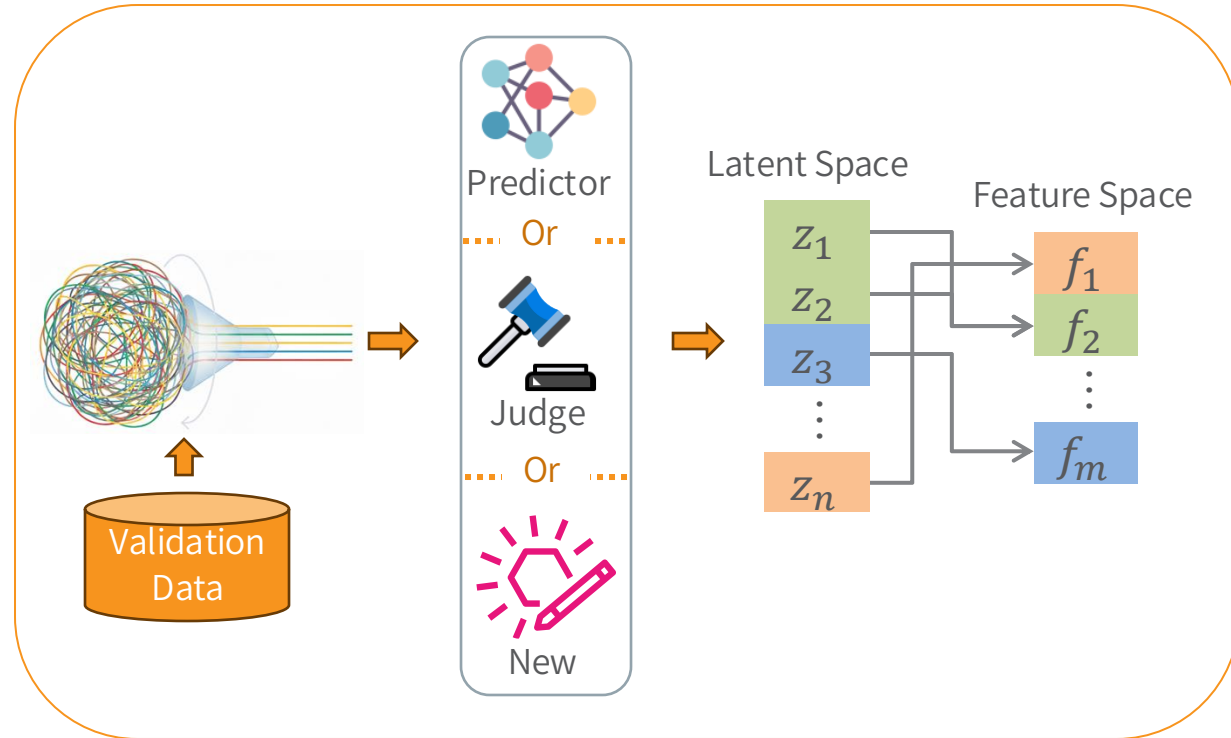 Validation
Data
Predictor
Or
Judge
Or
New
Latent Space
z₁
z₂
z₃
⋮
zₙ
Feature Space
f₁
f₂
⋮
fₘ